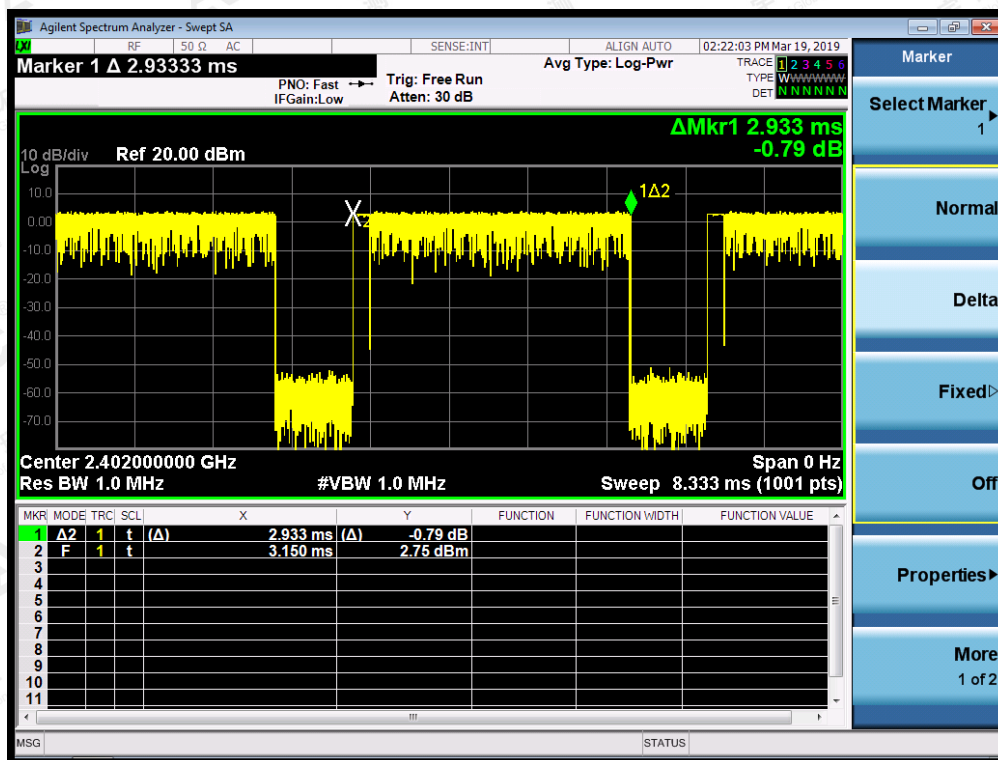 Agilent Spectrum Analyzer - Swept SA
LXI RF 50 Ω AC SENSE:INT ALIGN AUTO 02:22:03 PM Mar 19, 2019
Marker 1 Δ 2.93333 ms
PNO: Fast
IFGain:Low
Trig: Free Run
Atten: 30 dB
Avg Type: Log-Pwr
TRACE 1 2 3 4 5 6
TYPE WWWWWWW
DET N N N N N N
ΔMkr1 2.933 ms
-0.79 dB
10 dB/div Ref 20.00 dBm
Log
10.0
0.00
-10.0
-20.0
-30.0
-40.0
-50.0
-60.0
-70.0
X2
1Δ2
Center 2.402000000 GHz Span 0 Hz
Res BW 1.0 MHz #VBW 1.0 MHz Sweep 8.333 ms (1001 pts)
MKR MODE TRC SCL X Y FUNCTION FUNCTION WIDTH FUNCTION VALUE
1 Δ2 1 t (Δ) 2.933 ms (Δ) -0.79 dB
2 F 1 t 3.150 ms 2.75 dBm
3
4
5
6
7
8
9
10
11
MSG STATUS
Marker
Select Marker
1
Normal
Delta
Fixed
Off
Properties
More
1 of 2